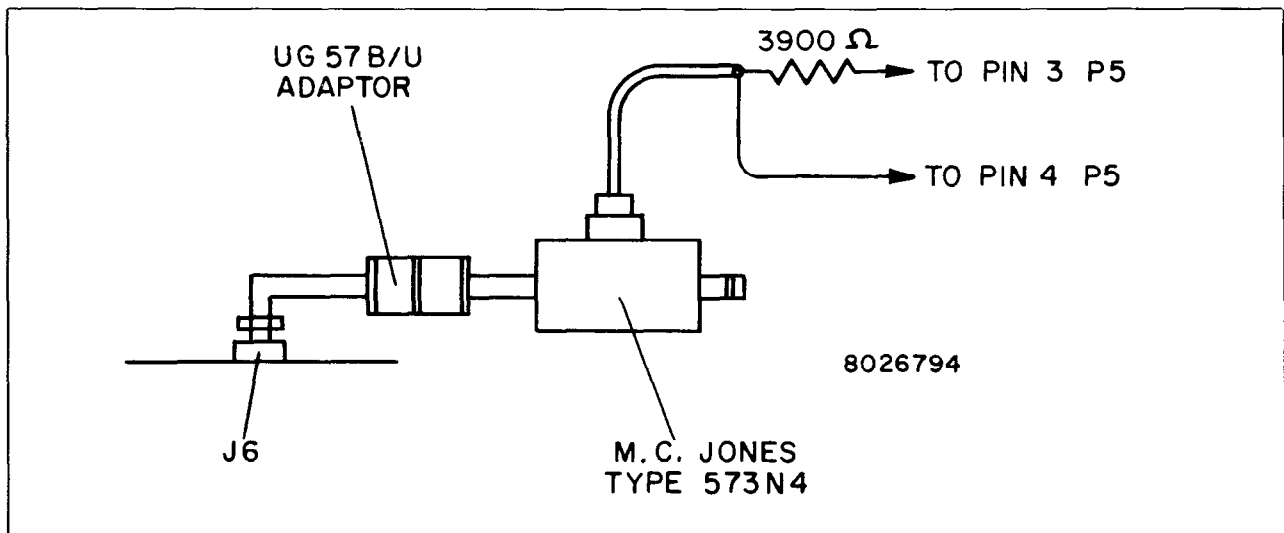 UG 57 B/U
ADAPTOR
3900 Ω
TO PIN 3 P5
TO PIN 4 P5
8026794
J6
M. C. JONES
TYPE 573N4